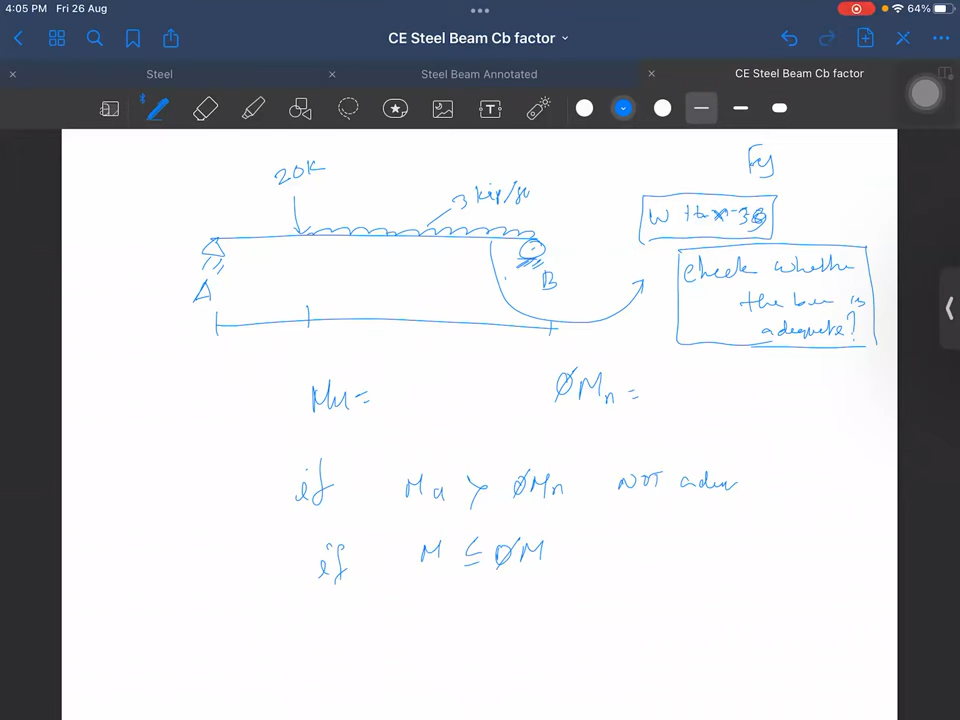 4:05 PM Fri 26 Aug
64%
CE Steel Beam Cb factor
Steel
Steel Beam Annotated
CE Steel Beam Cb factor
20K
3 kip/
Fy
W
check whether
the is
adequate?
A
B
Mu =
ØMn =
if Mu > ØMn NOT adeq
if M ≤ ØM